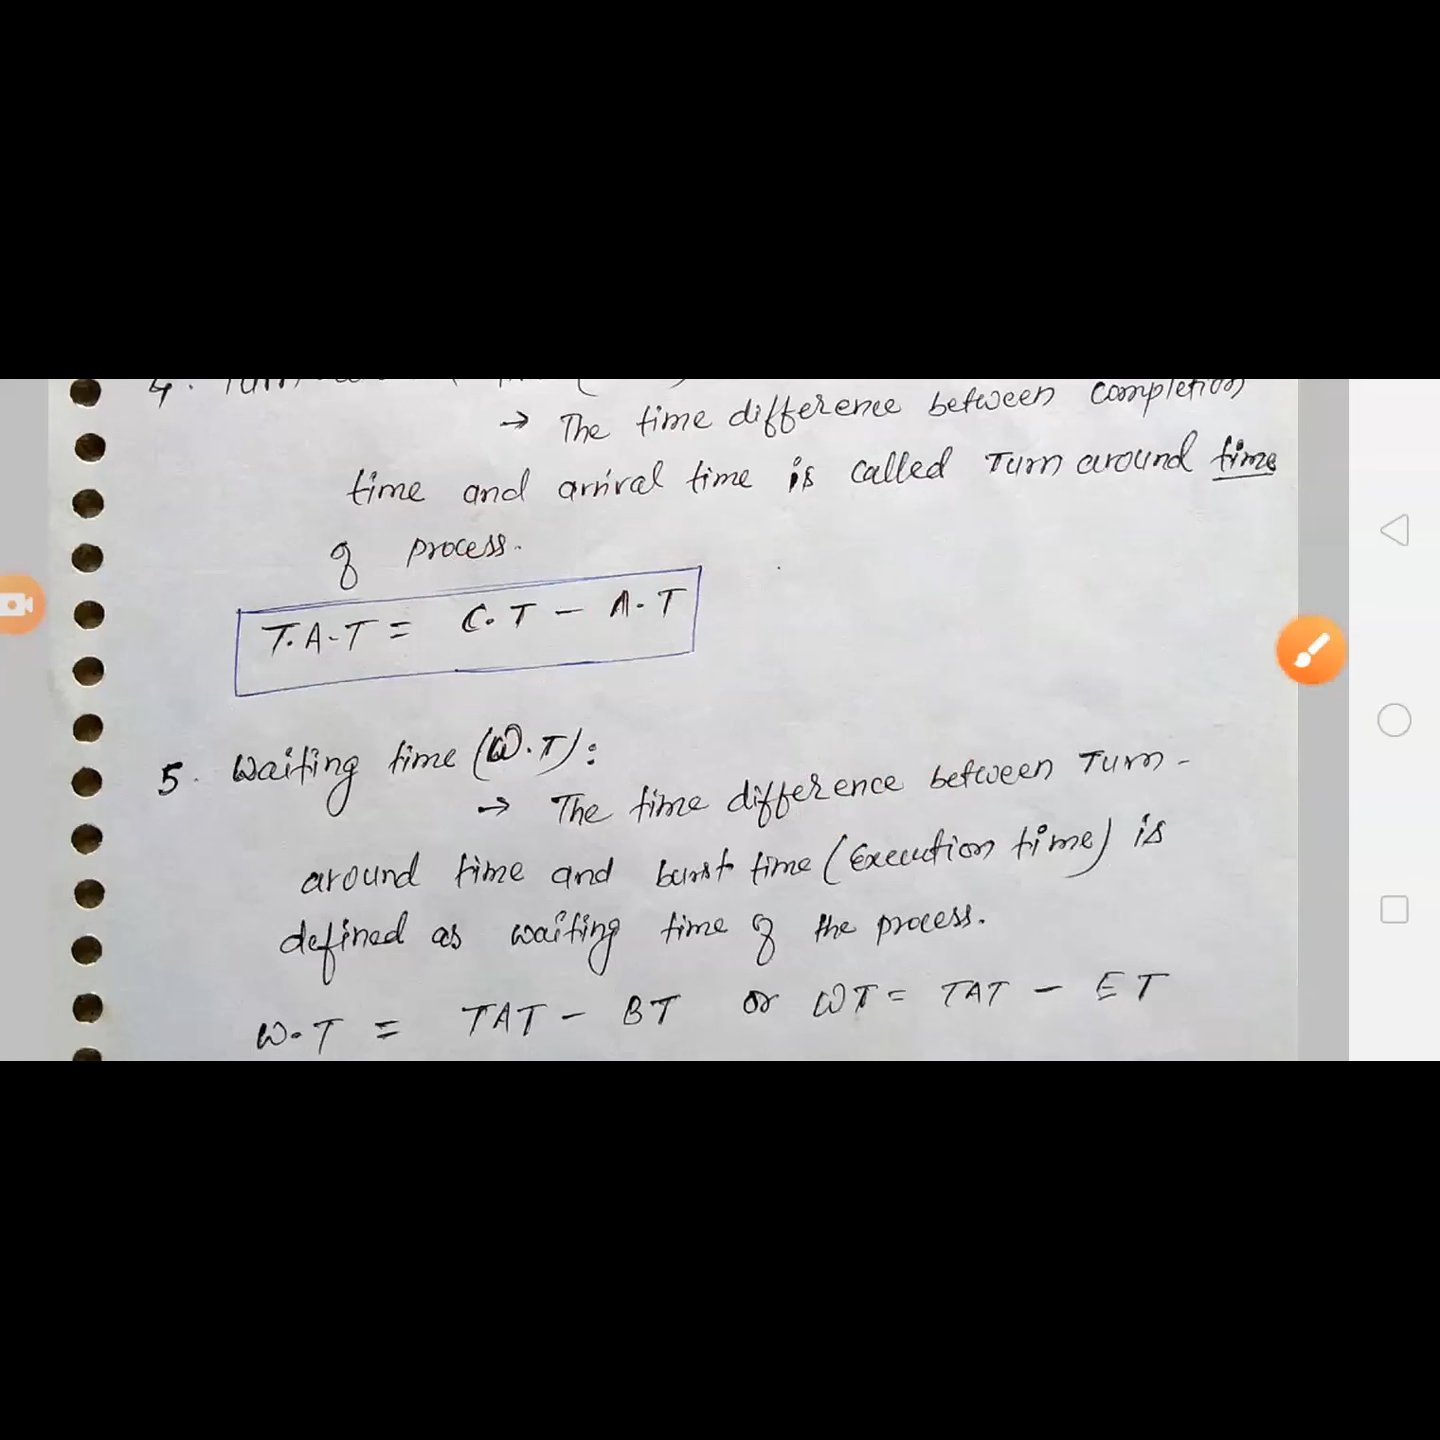 4.
→ The time difference between completion
time and arrival time is called Turn around time
of process.
T.A.T = C.T - A.T
5. Waiting time (W.T):
→ The time difference between Turn-
around time and burst time (Execution time) is
defined as waiting time of the process.
W.T = TAT - BT or WT = TAT - ET